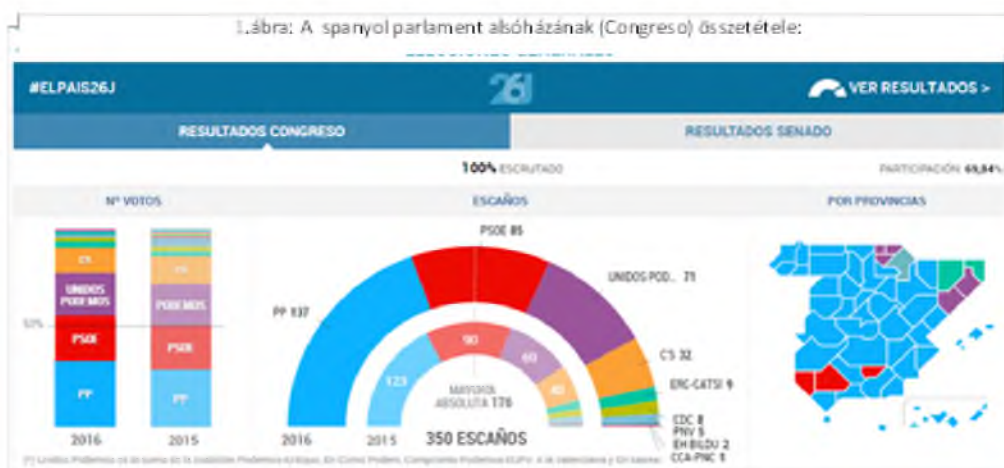 1.ábra: A spanyol parlament alsóházának (Congreso) összetétele:
#ELPAIS26J
26J
VER RESULTADOS >
RESULTADOS CONGRESO
RESULTADOS SENADO
100% ESCRUTADO
PARTICIPACIÓN: 69,84%
Nº VOTOS
ESCAÑOS
POR PROVINCIAS
PSOE 85
UNIDOS POD... 71
PP 137
C'S 32
ERC-CATSI 9
CDC 8
PNV 5
EH BILDU 2
CCA-PNC 1
C'S
UNIDOS
PODEMOS
PSOE
PP
2016
C'S
PODEMOS
PSOE
PP
2015
50%
123
90
60
40
MAYORÍA
ABSOLUTA 176
2016
2015
350 ESCAÑOS